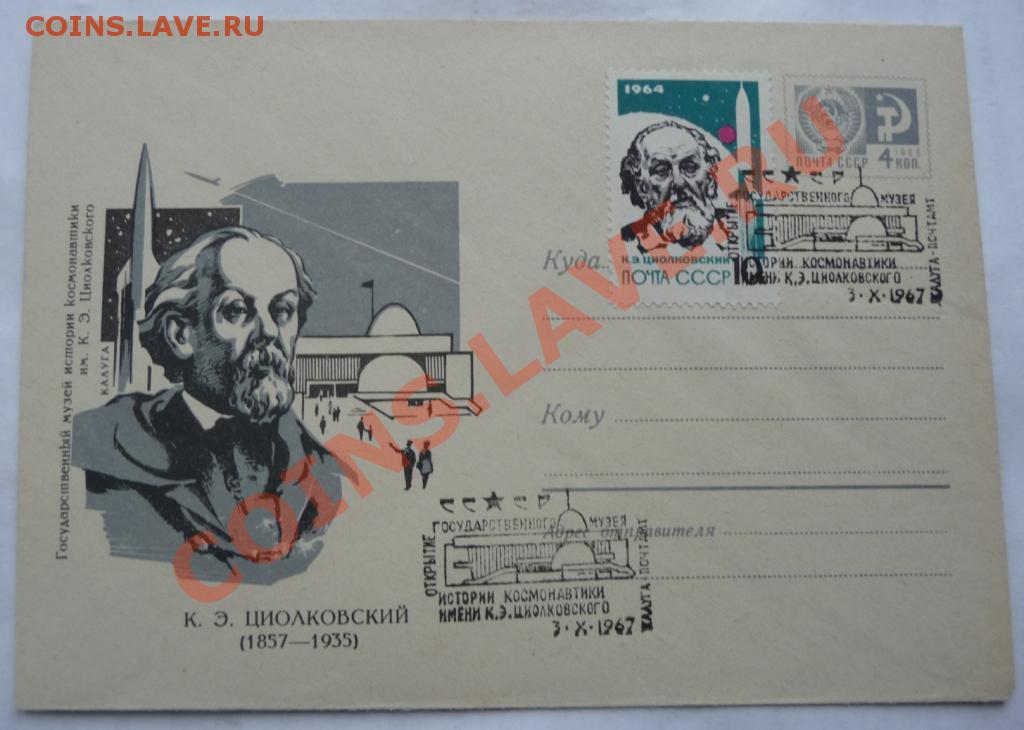 COINS.LAVE.RU
COINS.LAVE.RU
1964
К.Э.ЦИОЛКОВСКИЙ
ПОЧТА СССР
ПОЧТА СССР
1966
4 КОП.
СССР
ОТКРЫТИЕ
ГОСУДАРСТВЕННОГО МУЗЕЯ
ИСТОРИИ КОСМОНАВТИКИ
ИМЕНИ К.Э.ЦИОЛКОВСКОГО
3·X·1967
КАЛУГА·ПОЧТАМТ
Государственный музей истории космонавтики
им. К. Э. Циолковского
КАЛУГА
Куда
Кому
Адрес отправителя
СССР
ОТКРЫТИЕ
ГОСУДАРСТВЕННОГО МУЗЕЯ
ИСТОРИИ КОСМОНАВТИКИ
ИМЕНИ К.Э.ЦИОЛКОВСКОГО
3·X·1967
КАЛУГА·ПОЧТАМТ
К. Э. ЦИОЛКОВСКИЙ
(1857—1935)